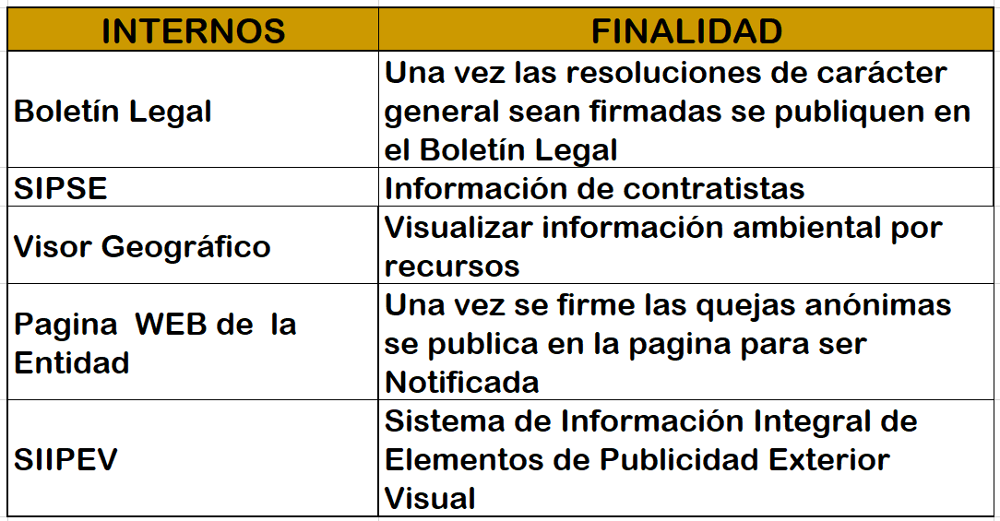 INTERNOS FINALIDAD
Boletín Legal
Una vez las resoluciones de carácter
general sean firmadas se publiquen en
el Boletín Legal
SIPSE
Información de contratistas
Visor Geográfico
Visualizar información ambiental por
recursos
Pagina WEB de la
Entidad
Una vez se firme las quejas anónimas
se publica en la pagina para ser
Notificada
SIIPEV
Sistema de Información Integral de
Elementos de Publicidad Exterior
Visual